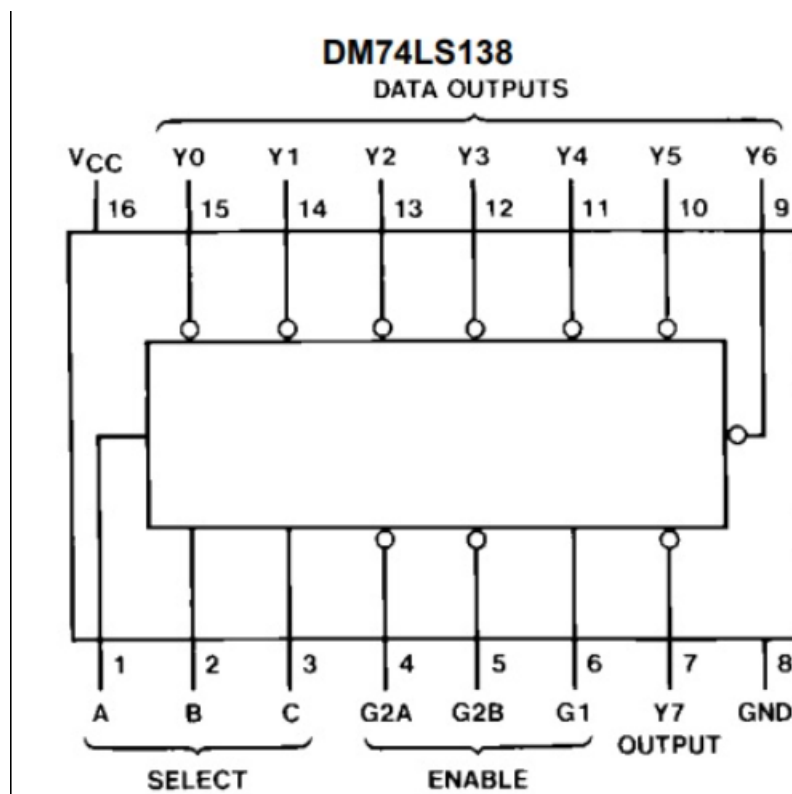 DM74LS138
DATA OUTPUTS
VCC Y0 Y1 Y2 Y3 Y4 Y5 Y6
16 15 14 13 12 11 10 9
1 2 3 4 5 6 7 8
A B C G2A G2B G1 Y7 GND
OUTPUT
SELECT ENABLE